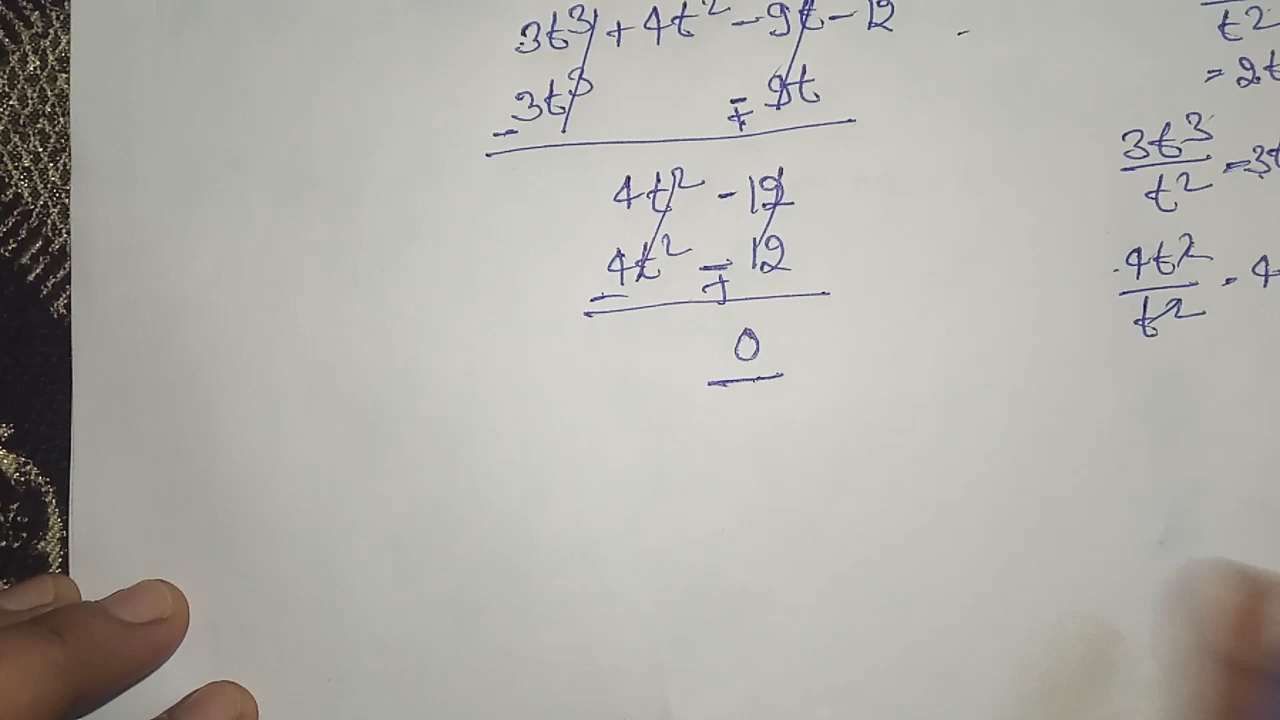 3t³ + 4t² - 9t - 12
3t³ - 9t
- +
4t² - 12
4t² - 12
- +
0
t²
= 2t
3t³/t² = 3t
4t²/t² = 4